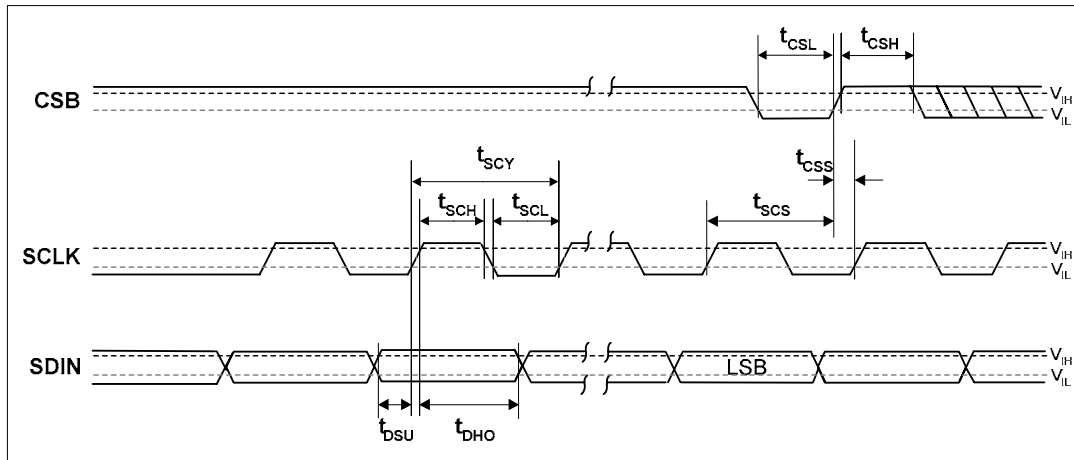 tCSL tCSH
CSB
VIH
VIL
tSCY
tCSS
tSCH tSCL
tSCS
SCLK
VIH
VIL
SDIN
LSB
VIH
VIL
tDSU tDHO